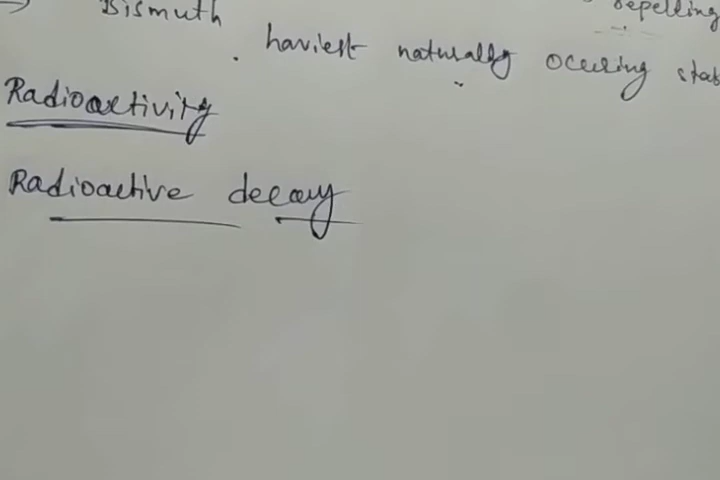 → Bismuth repelling
. haviest naturally occuring stab
Radioactivity
Radioactive decay